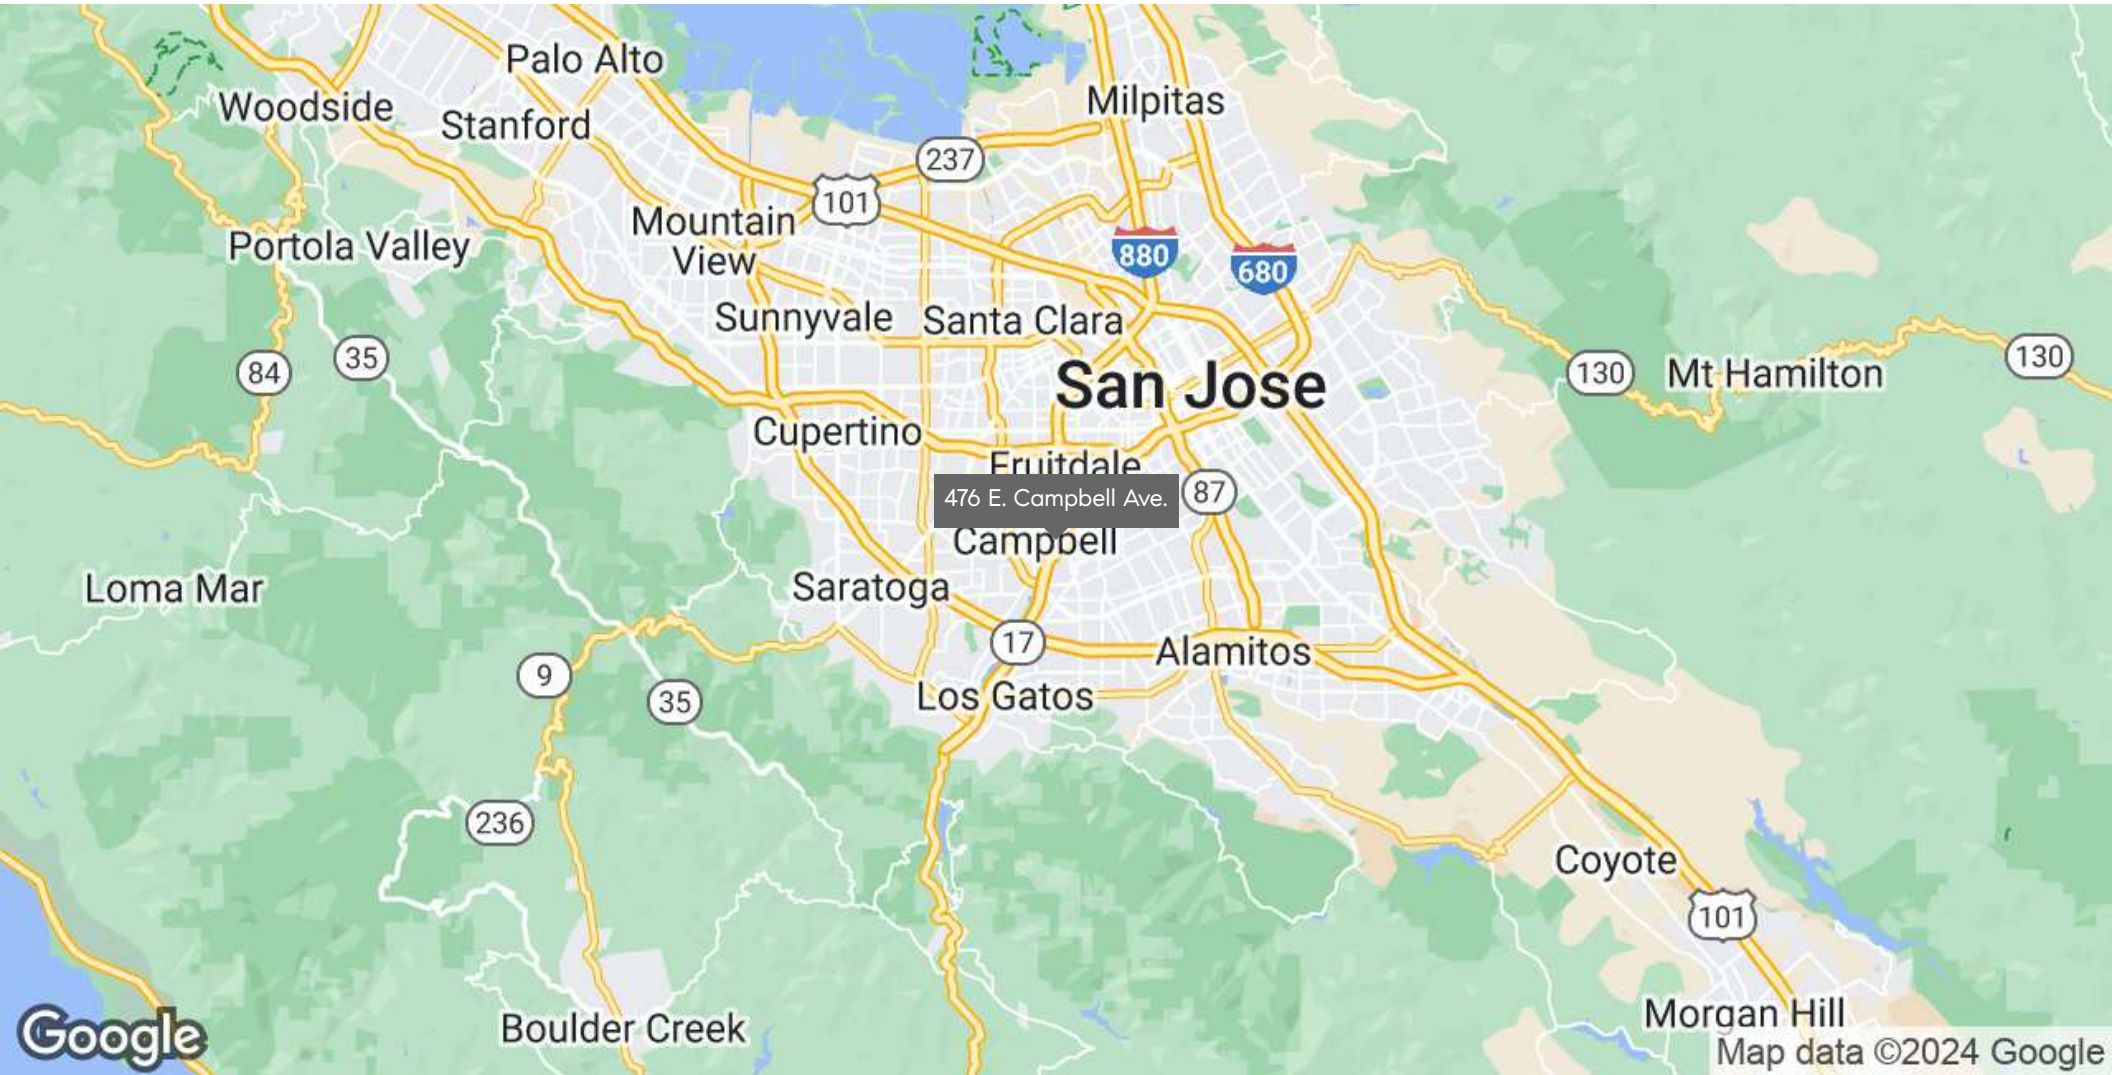 Palo Alto
Woodside
Milpitas
Stanford
237
101
Mountain
View
Portola Valley
880
680
Sunnyvale
Santa Clara
84
35
San Jose
130
Mt Hamilton
130
Cupertino
Fruitdale
476 E. Campbell Ave.
87
Campbell
Loma Mar
Saratoga
17
Alamitos
9
35
Los Gatos
236
Coyote
101
Morgan Hill
Boulder Creek
Google
Map data ©2024 Google